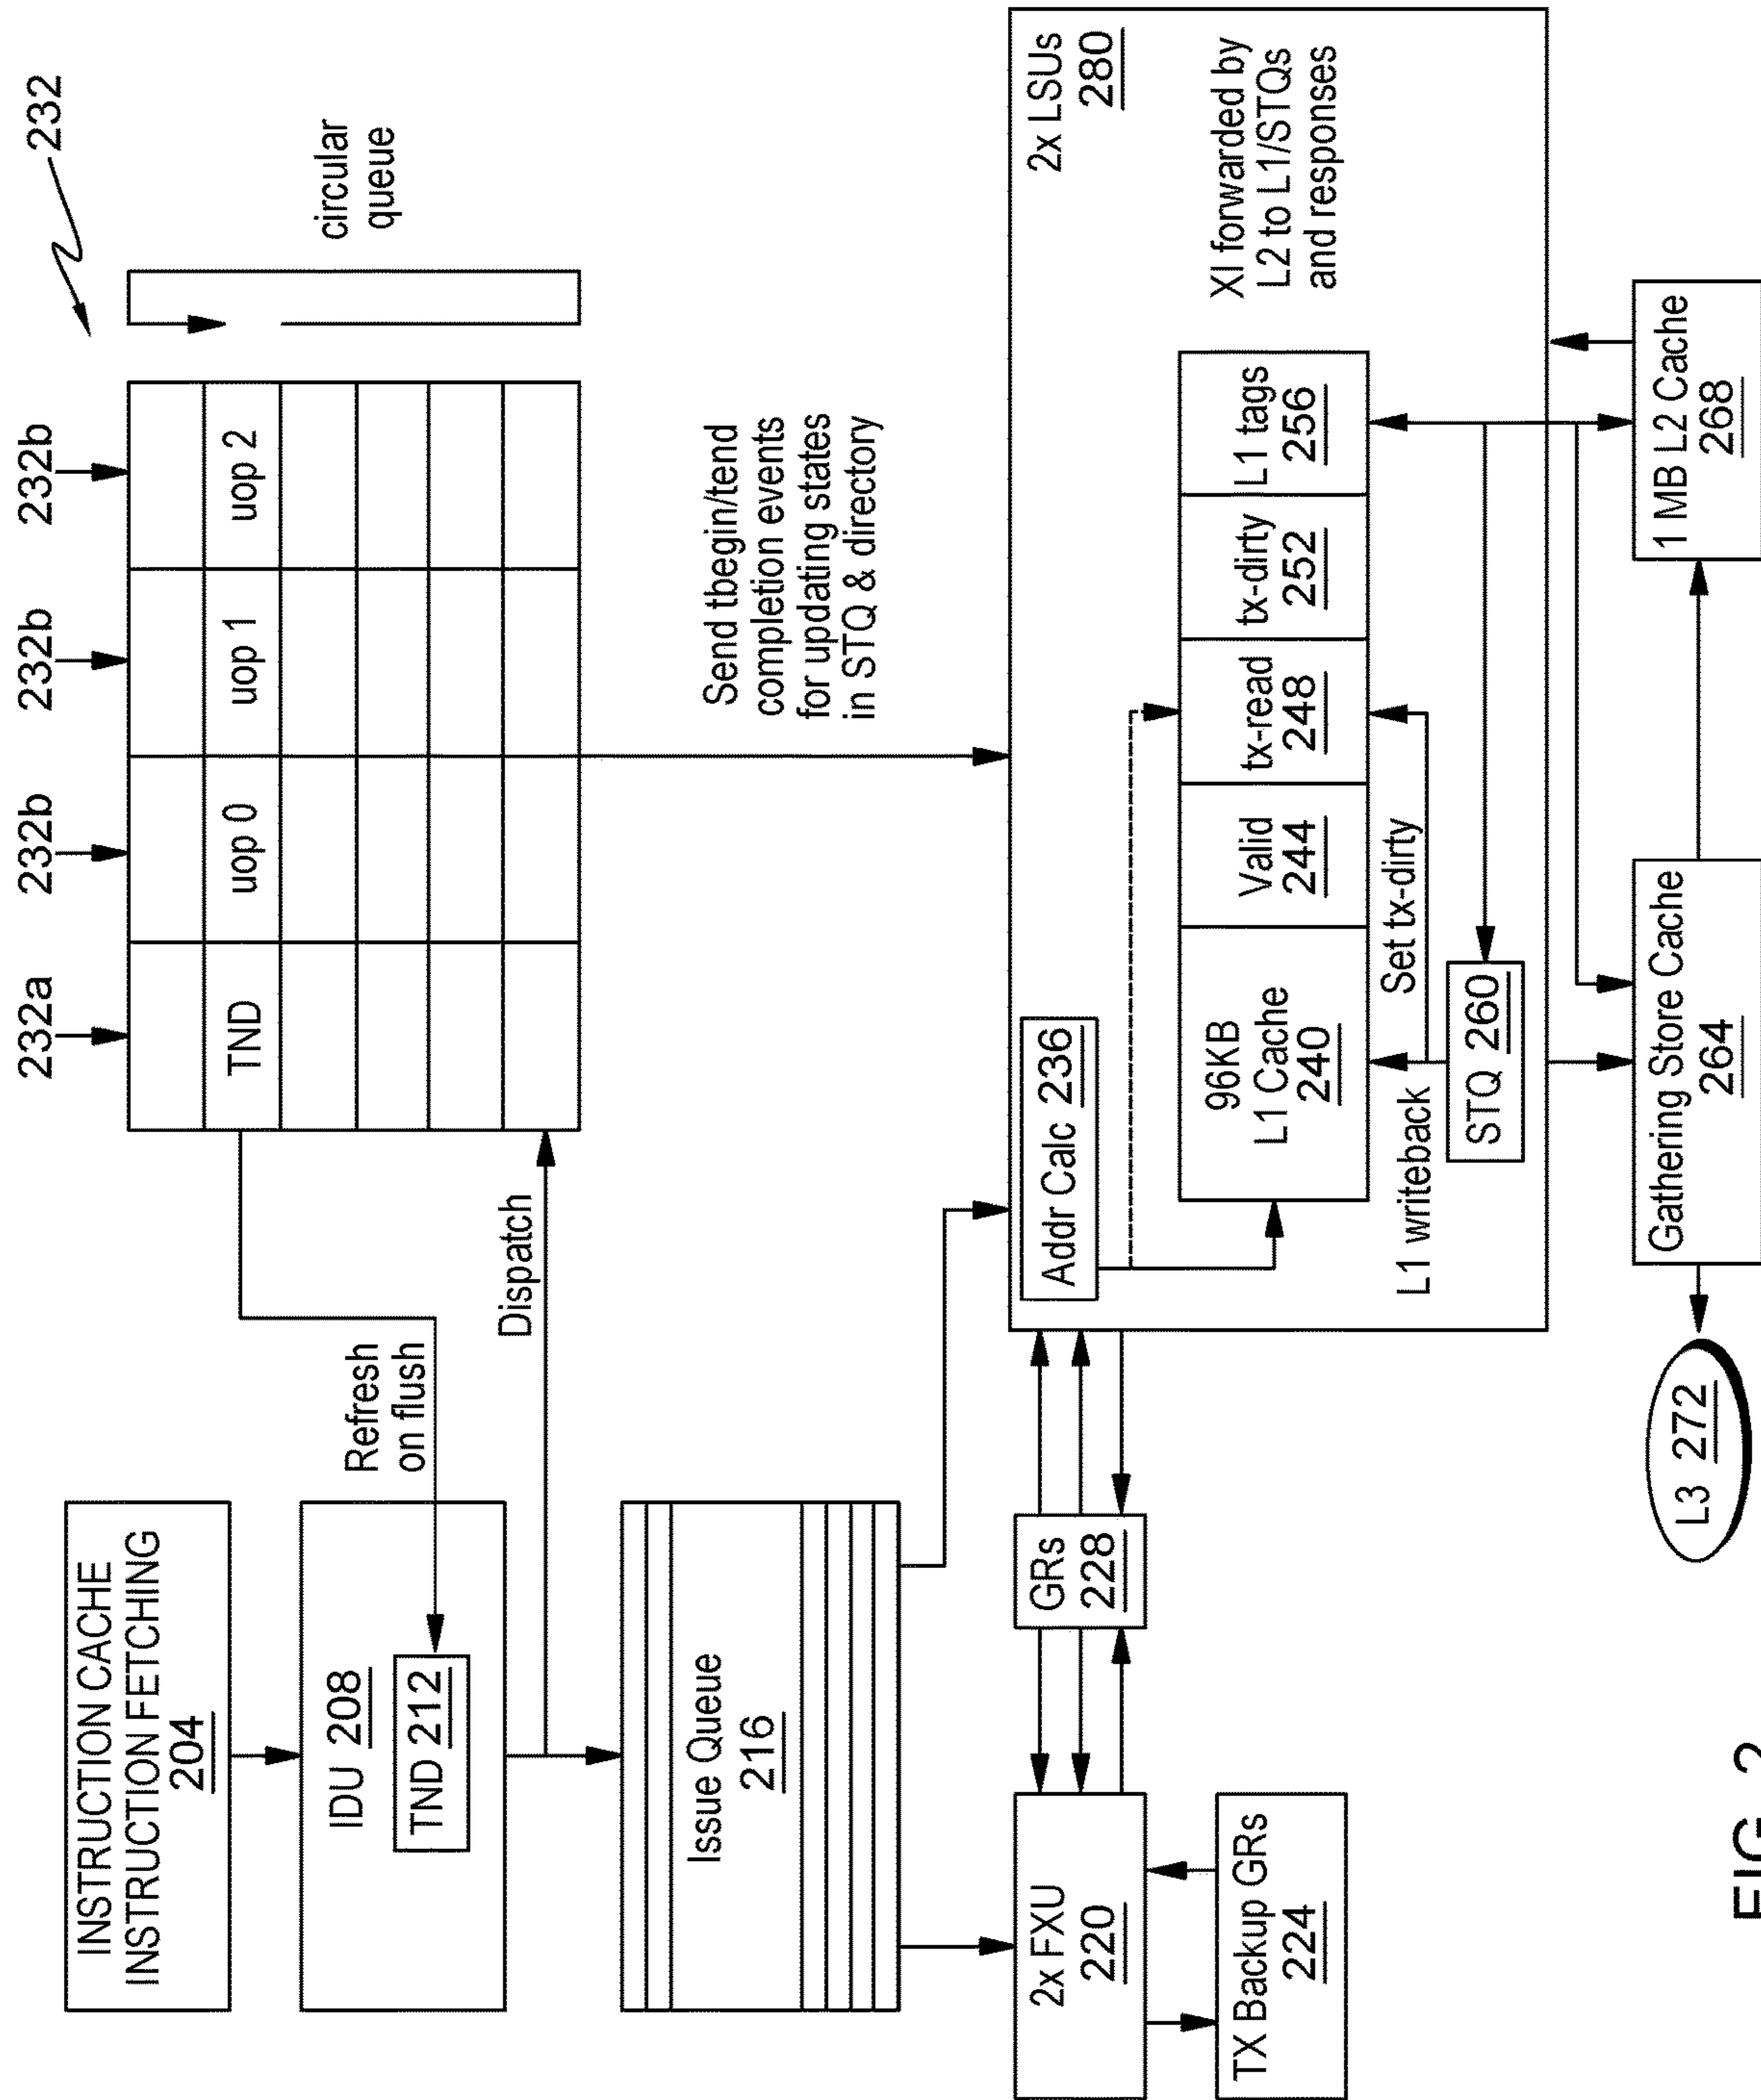 232
232a
232b
232b
232b
TND
uop 0
uop 1
uop 2
circular
queue
INSTRUCTION CACHE
INSTRUCTION FETCHING
204
IDU 208
TND 212
Refresh
on flush
Dispatch
Issue Queue
216
Send tbegin/tend
completion events
for updating states
in STQ & directory
2x FXU
220
TX Backup GRs
224
GRs
228
2x LSUs
280
Addr Calc 236
96KB
L1 Cache
240
Valid
244
tx-read
248
tx-dirty
252
L1 tags
256
XI forwarded by
L2 to L1/STQs
and responses
L1 writeback
Set tx-dirty
STQ 260
L3 272
Gathering Store Cache
264
1 MB L2 Cache
268
FIG. 2